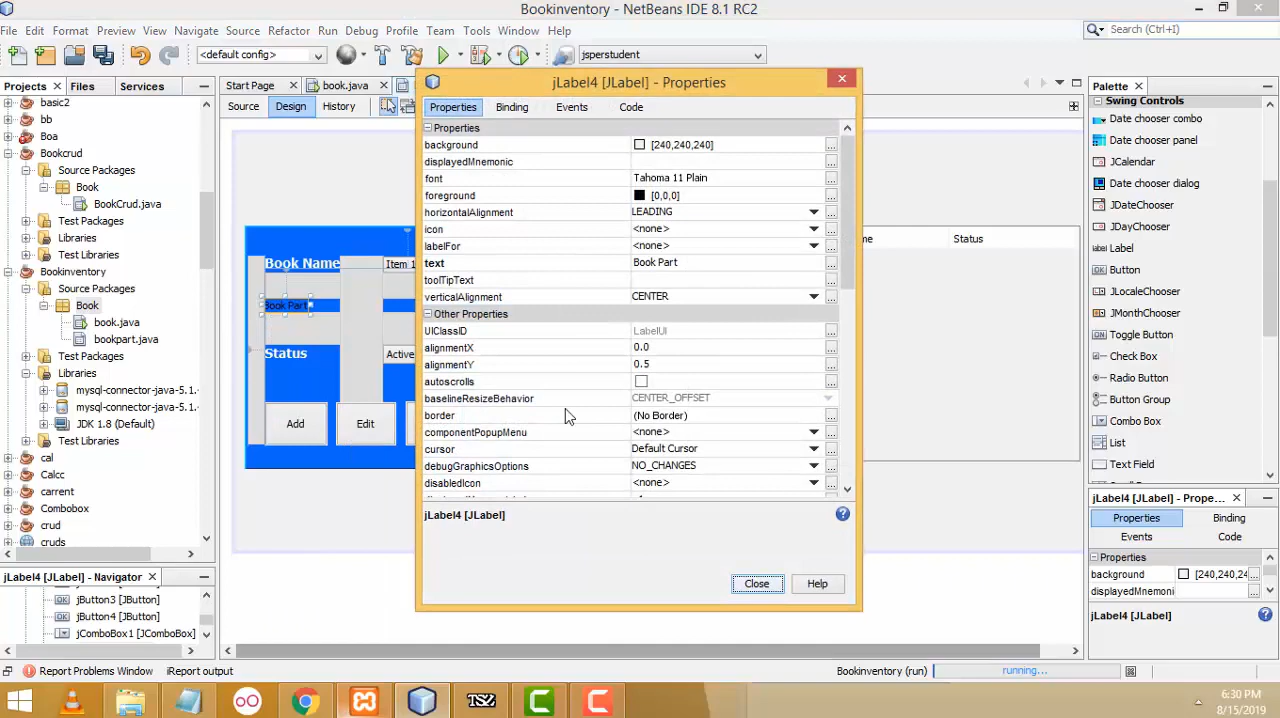 Bookinventory - NetBeans IDE 8.1 RC2
File Edit Format Preview View Navigate Source Refactor Run Debug Profile Team Tools Window Help
Search (Ctrl+I)
<default config>
jsperstudent
Projects
Files
Services
basic2
bb
Boa
Bookcrud
Source Packages
Book
BookCrud.java
Test Packages
Libraries
Test Libraries
Bookinventory
Source Packages
Book
book.java
bookpart.java
Test Packages
Libraries
mysql-connector-java-5.1.
mysql-connector-java-5.1.
JDK 1.8 (Default)
Test Libraries
cal
Calcc
carrent
Combobox
crud
cruds
jLabel4 [JLabel] - Navigator
jButton3 [JButton]
jButton4 [JButton]
jComboBox1 [JComboBox]
Start Page
book.java
Source
Design
History
Book Name
Item 1
Book Part
Status
Active
Add
Edit
me
Status
jLabel4 [JLabel] - Properties
Properties
Binding
Events
Code
Properties
background [240,240,240]
displayedMnemonic
font Tahoma 11 Plain
foreground [0,0,0]
horizontalAlignment LEADING
icon <none>
labelFor <none>
text Book Part
toolTipText
verticalAlignment CENTER
Other Properties
UIClassID LabelUI
alignmentX 0.0
alignmentY 0.5
autoscrolls
baselineResizeBehavior CENTER_OFFSET
border (No Border)
componentPopupMenu <none>
cursor Default Cursor
debugGraphicsOptions NO_CHANGES
disabledIcon <none>
jLabel4 [JLabel]
Close
Help
Palette
Swing Controls
Date chooser combo
Date chooser panel
JCalendar
Date chooser dialog
JDateChooser
JDayChooser
Label
Button
JLocaleChooser
JMonthChooser
Toggle Button
Check Box
Radio Button
Button Group
Combo Box
List
Text Field
jLabel4 [JLabel] - Prope...
Properties
Binding
Events
Code
Properties
background [240,240,24
displayedMnemoni
jLabel4 [JLabel]
Report Problems Window
iReport output
Bookinventory (run)
running...
6:30 PM
8/15/2019